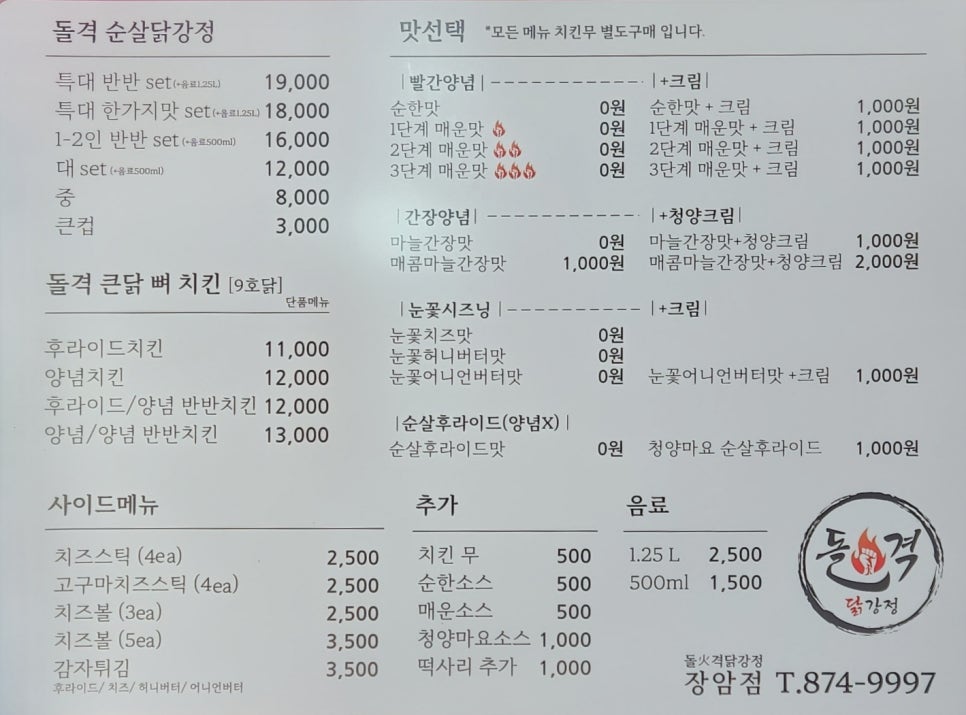 돌격 순살닭강정
특대 반반 set(+음료1.25L) 19,000
특대 한가지맛 set(+음료1.25L) 18,000
1-2인 반반 set(+음료500ml) 16,000
대 set(+음료500ml) 12,000
중 8,000
큰컵 3,000
돌격 큰닭 뼈 치킨 [9호닭]
단품메뉴
후라이드치킨 11,000
양념치킨 12,000
후라이드/양념 반반치킨 12,000
양념/양념 반반치킨 13,000
맛선택 *모든 메뉴 치킨무 별도구매 입니다.
|빨간양념|-----------·|+크림|
순한맛 0원 순한맛 + 크림 1,000원
1단계 매운맛 0원 1단계 매운맛 + 크림 1,000원
2단계 매운맛 0원 2단계 매운맛 + 크림 1,000원
3단계 매운맛 0원 3단계 매운맛 + 크림 1,000원
|간장양념| -----------· |+청양크림|
마늘간장맛 0원 마늘간장맛+청양크림 1,000원
매콤마늘간장맛 1,000원 매콤마늘간장맛+청양크림 2,000원
|눈꽃시즈닝 |----------- |+크림|
눈꽃치즈맛 0원
눈꽃허니버터맛 0원
눈꽃어니언버터맛 0원 눈꽃어니언버터맛 +크림 1,000원
|순살후라이드(양념X) |
순살후라이드맛 0원 청양마요 순살후라이드 1,000원
사이드메뉴
치즈스틱 (4ea) 2,500
고구마치즈스틱 (4ea) 2,500
치즈볼 (3ea) 2,500
치즈볼 (5ea) 3,500
감자튀김 3,500
후라이드/ 치즈/ 허니버터/ 어니언버터
추가
치킨 무 500
순한소스 500
매운소스 500
청양마요소스 1,000
떡사리 추가 1,000
음료
1.25 L 2,500
500ml 1,500
돌격
닭강정
돌火격닭강정
장암점 T.874-9997